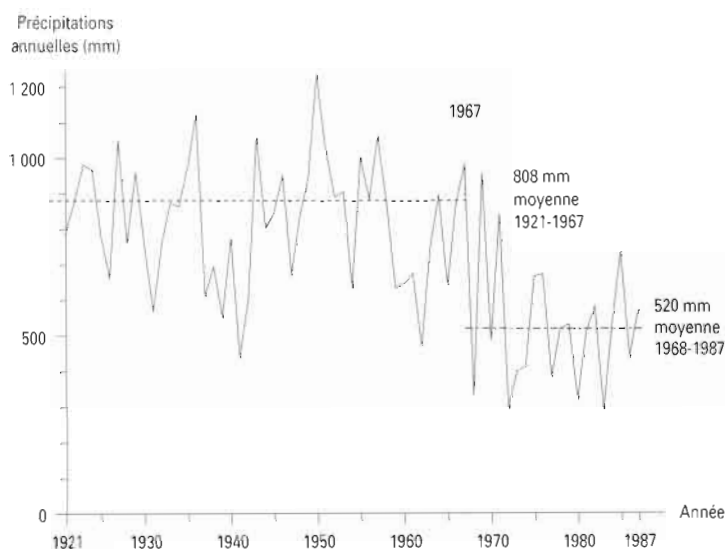 Précipitations
annuelles (mm)
1 200
1967
1 000
808 mm
moyenne
1921-1967
520 mm
moyenne
1968-1987
500
0
Année
1921 1930 1940 1950 1960 1970 1980 1987